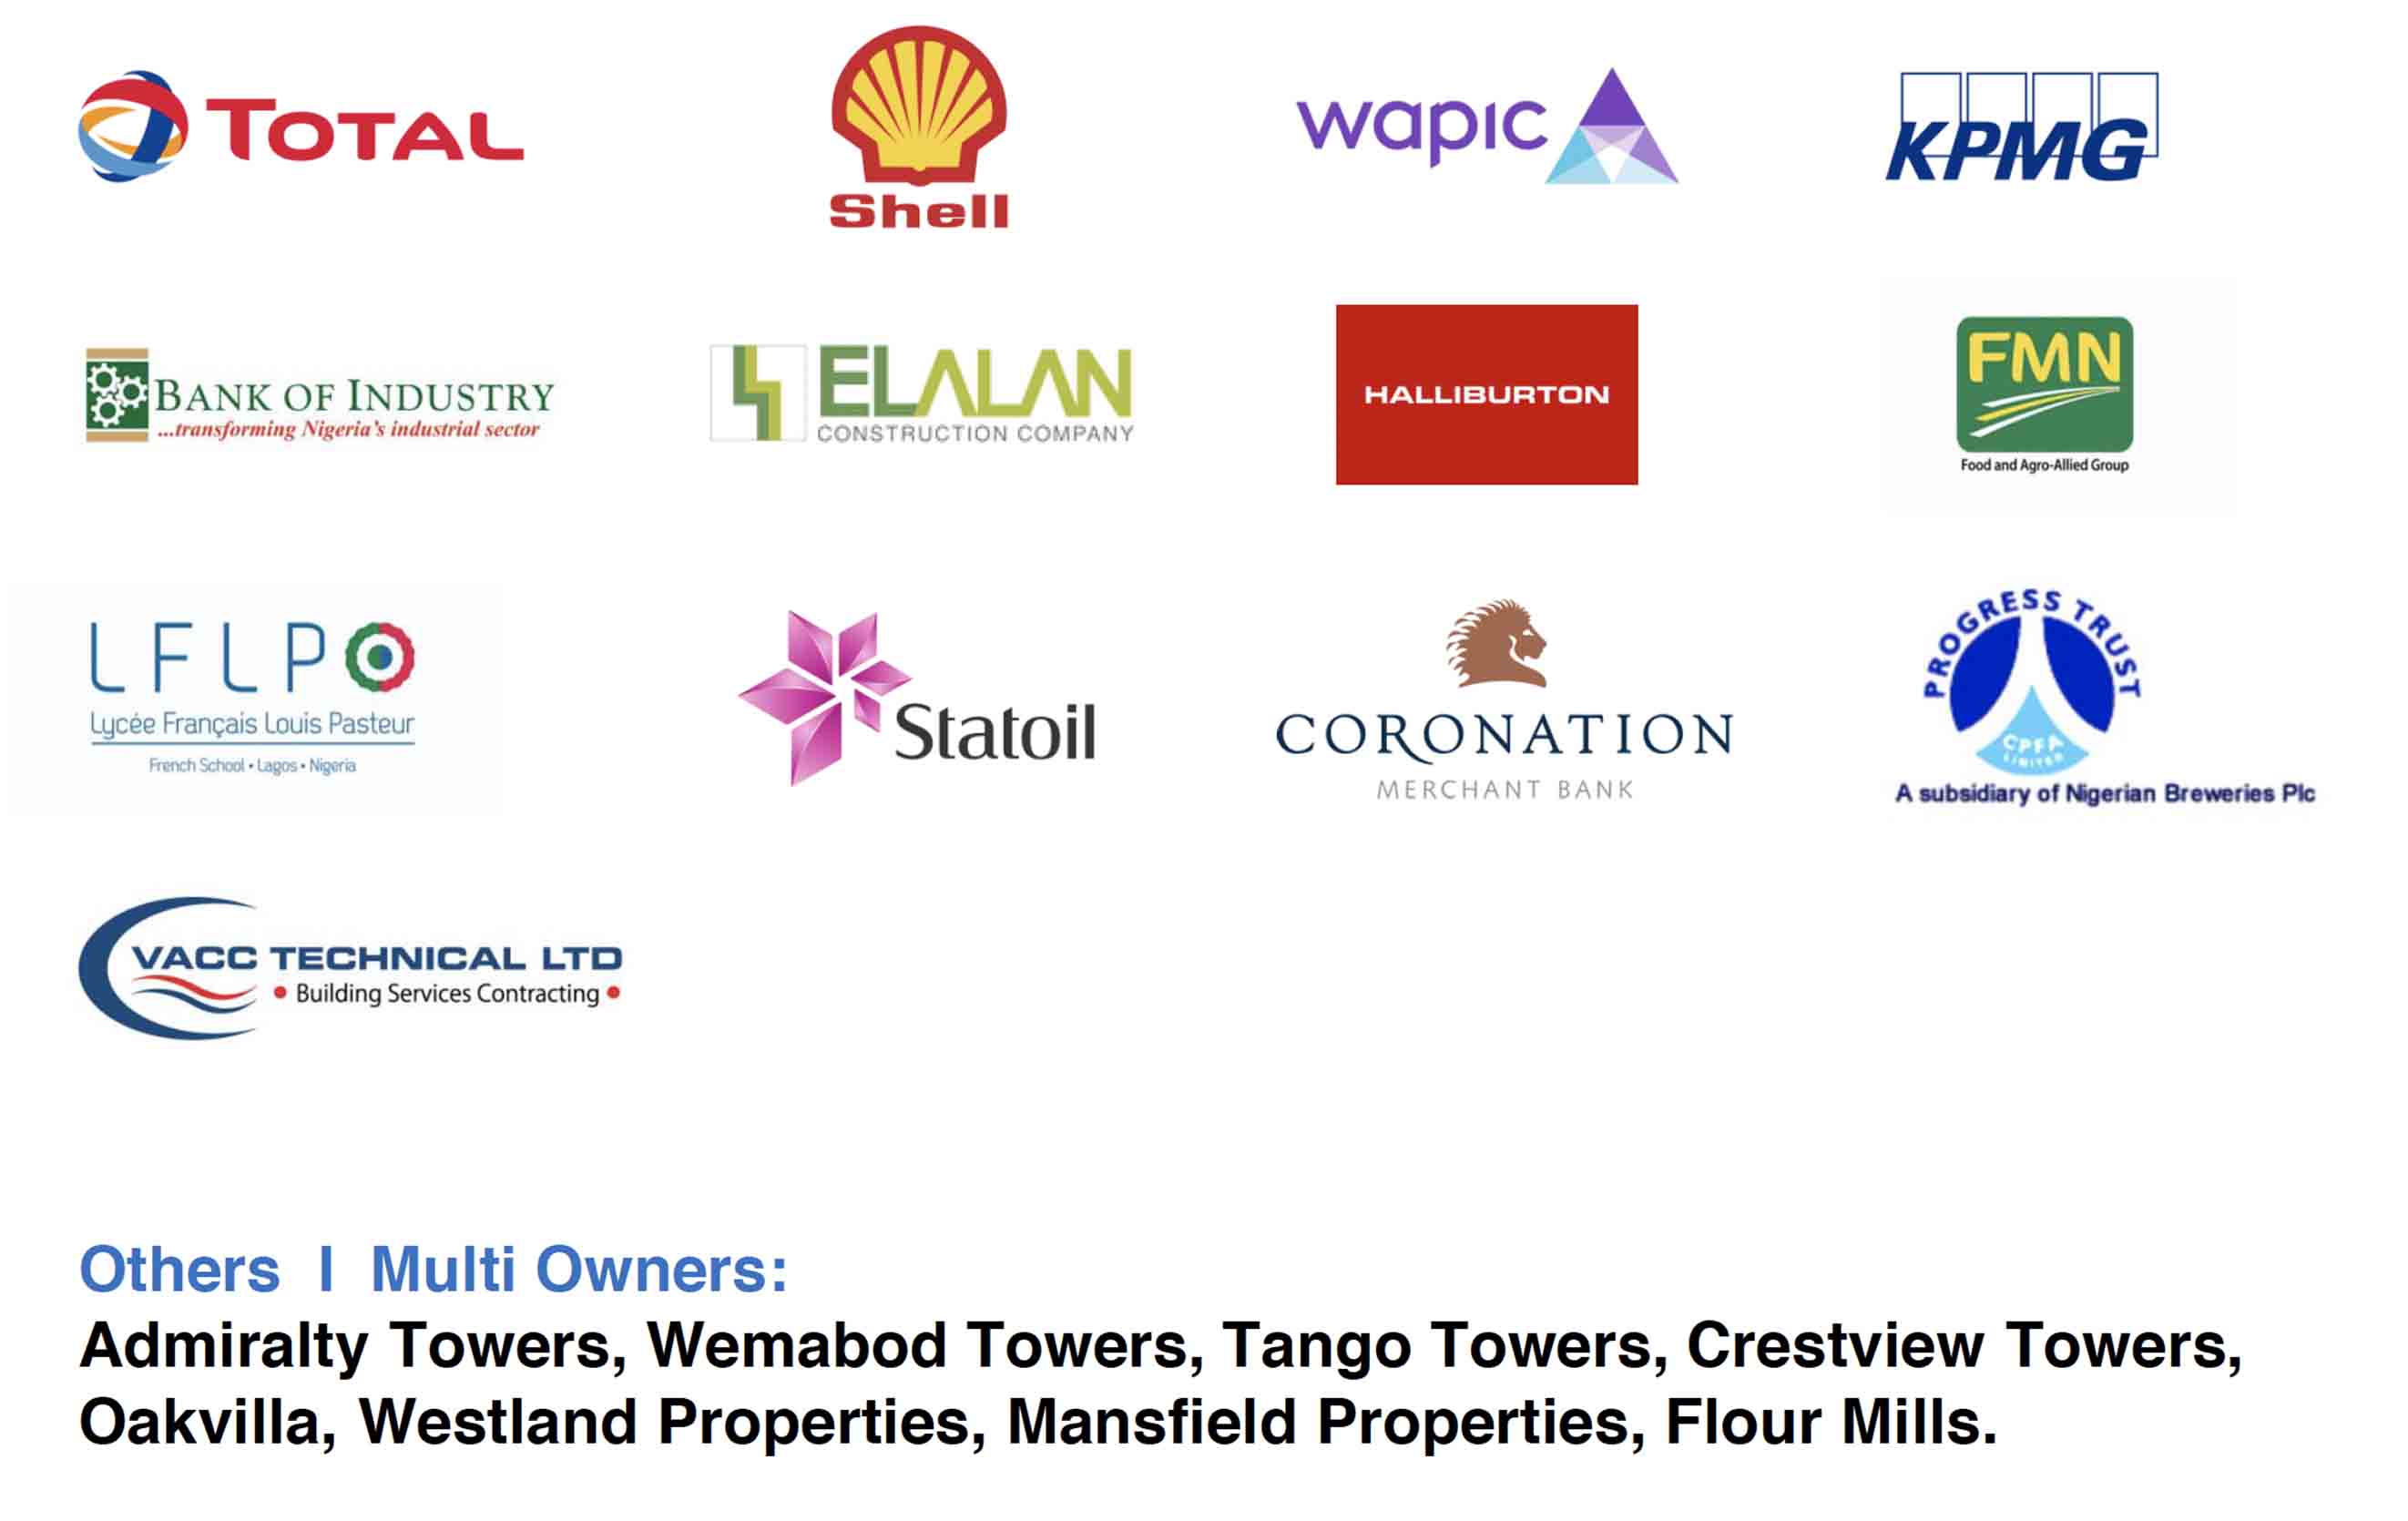 TOTAL
Shell
wapic
KPMG
BANK OF INDUSTRY
...transforming Nigeria's industrial sector
ELALAN
CONSTRUCTION COMPANY
HALLIBURTON
FMN
Food and Agro-Allied Group
LFLP
Lycée Français Louis Pasteur
French School • Lagos • Nigeria
Statoil
CORONATION
MERCHANT BANK
PROGRESS TRUST
CPFA
LIMITED
A subsidiary of Nigerian Breweries Plc
VACC TECHNICAL LTD
• Building Services Contracting •
Others I Multi Owners:
Admiralty Towers, Wemabod Towers, Tango Towers, Crestview Towers,
Oakvilla, Westland Properties, Mansfield Properties, Flour Mills.